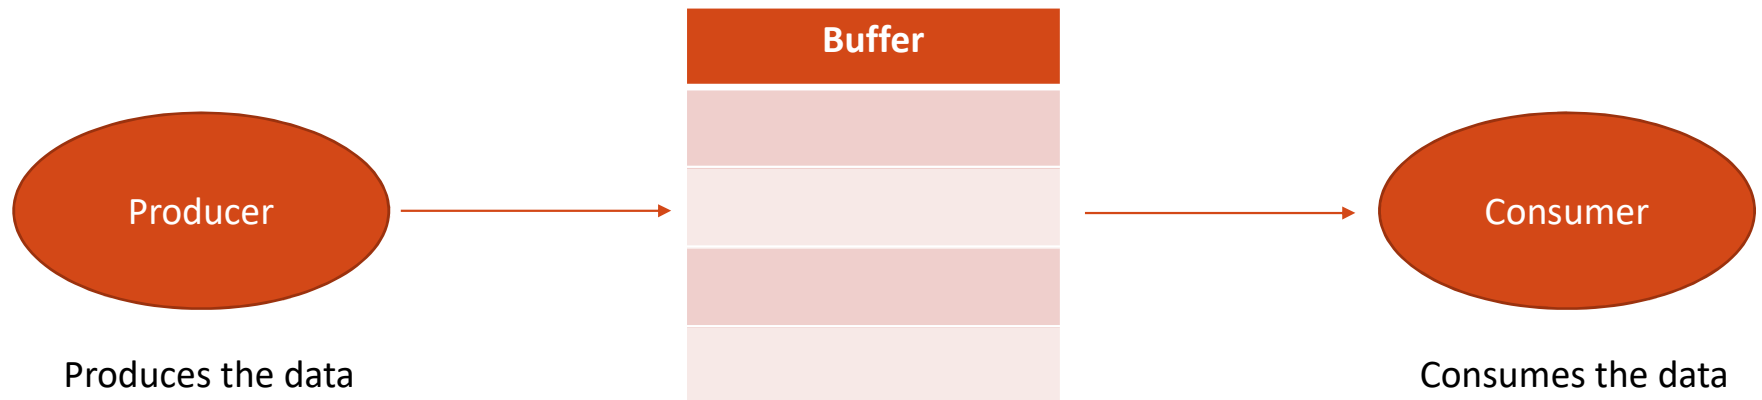 Buffer
Producer
Consumer
Produces the data
Consumes the data